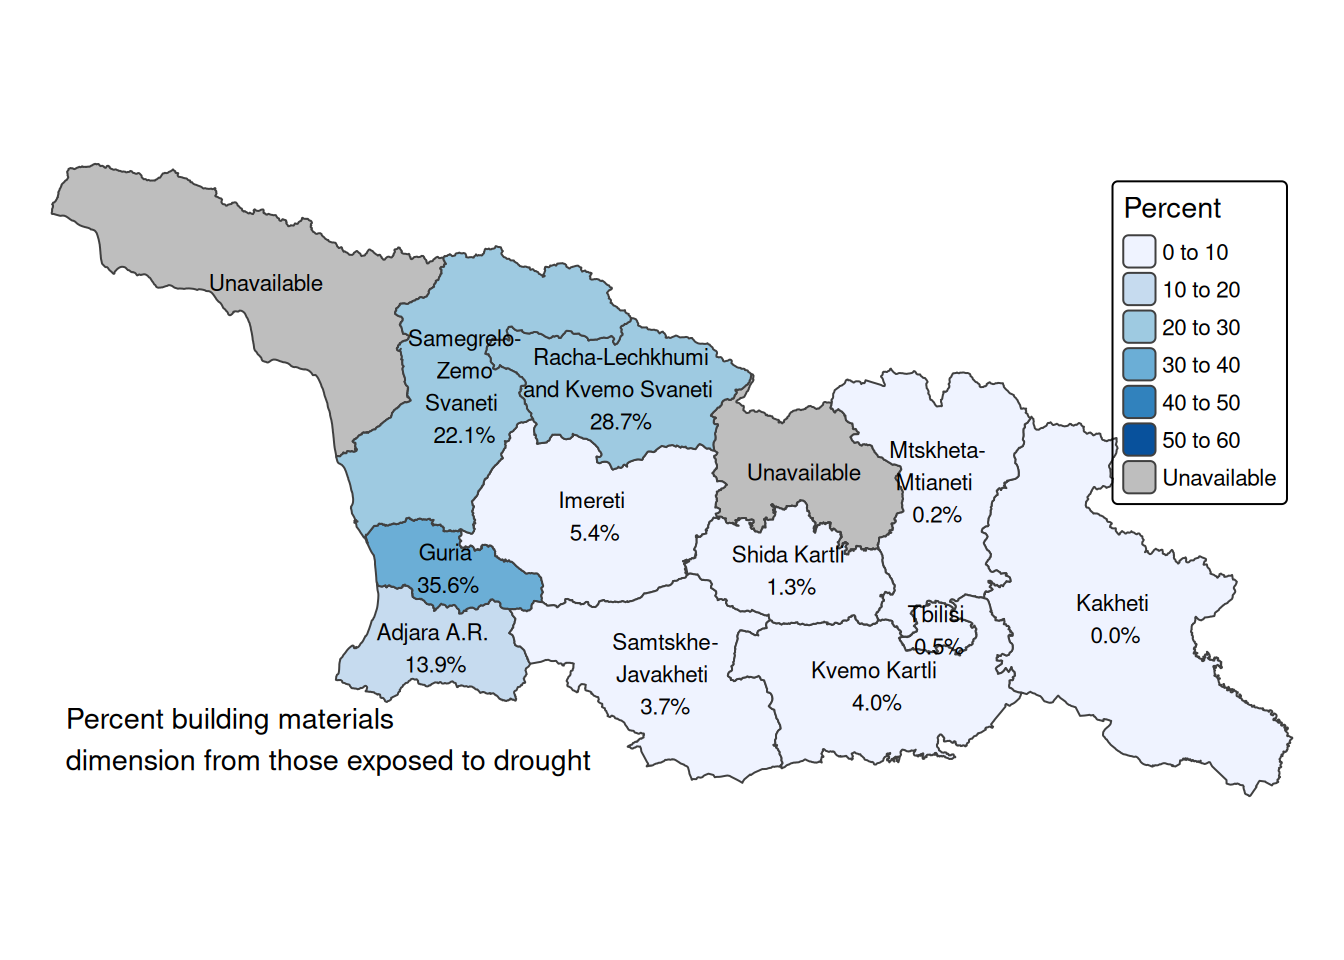 Unavailable
Samegrelo-
Zemo
Svaneti
22.1%
Racha-Lechkhumi
and Kvemo Svaneti
28.7%
Imereti
5.4%
Guria
35.6%
Adjara A.R.
13.9%
Unavailable
Mtskheta-
Mtianeti
0.2%
Shida Kartli
1.3%
Tbilisi
0.5%
Samtskhe-
Javakheti
3.7%
Kvemo Kartli
4.0%
Kakheti
0.0%
Percent
0 to 10
10 to 20
20 to 30
30 to 40
40 to 50
50 to 60
Unavailable
Percent building materials
dimension from those exposed to drought